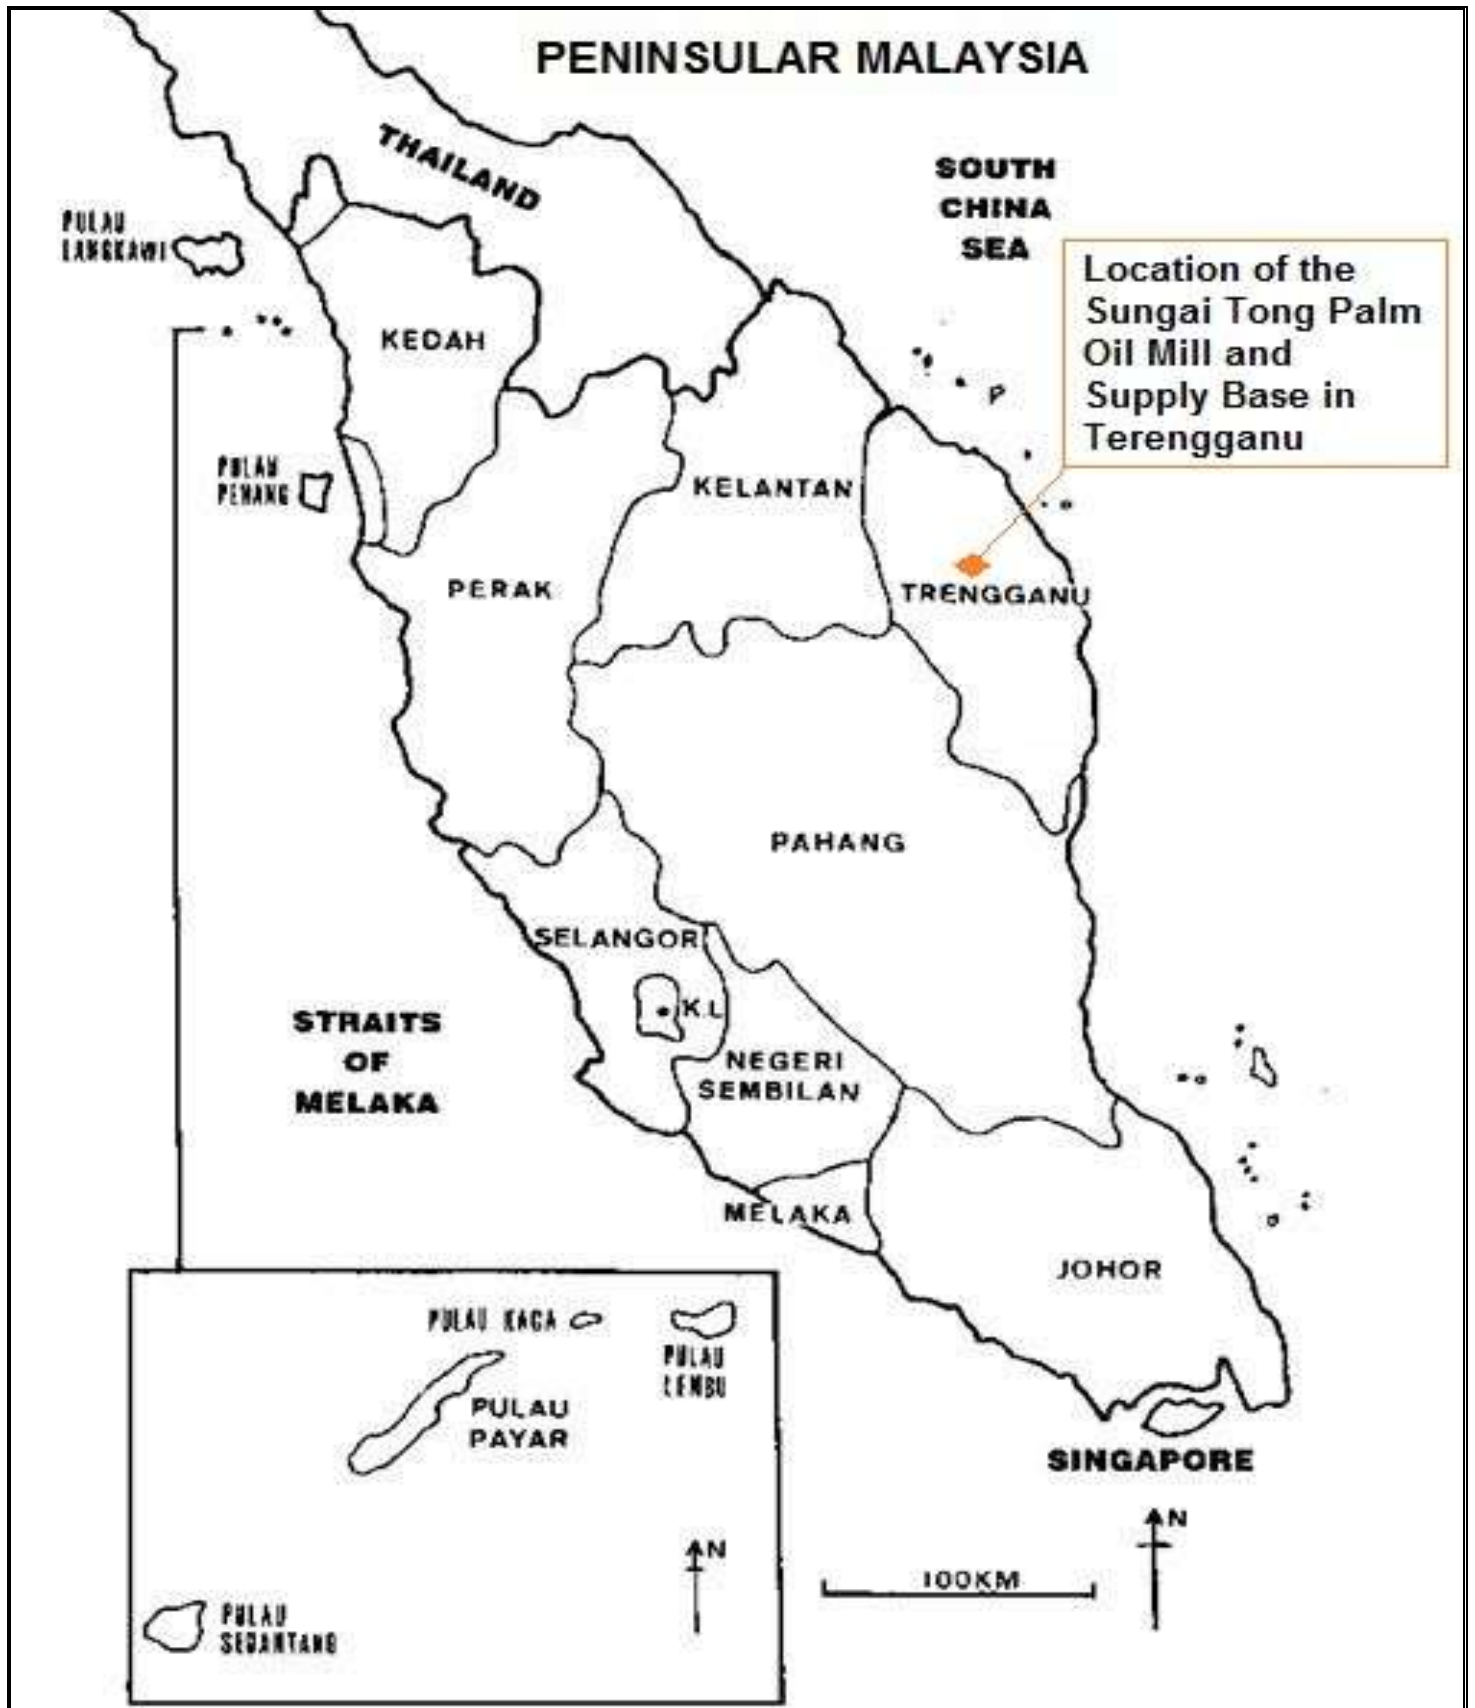 PENINSULAR MALAYSIA
THAILAND
SOUTH
CHINA
SEA
PULAU
LANGKAWI
Location of the
Sungai Tong Palm
Oil Mill and
Supply Base in
Terengganu
KEDAH
PULAU
PENANG
KELANTAN
PERAK
TRENGGANU
PAHANG
SELANGOR
K.L
STRAITS
OF
MELAKA
NEGERI
SEMBILAN
MELAKA
JOHOR
PULAU KACA
PULAU
LEMBU
PULAU
PAYAR
SINGAPORE
N
N
100KM
PULAU
SEGANTANG